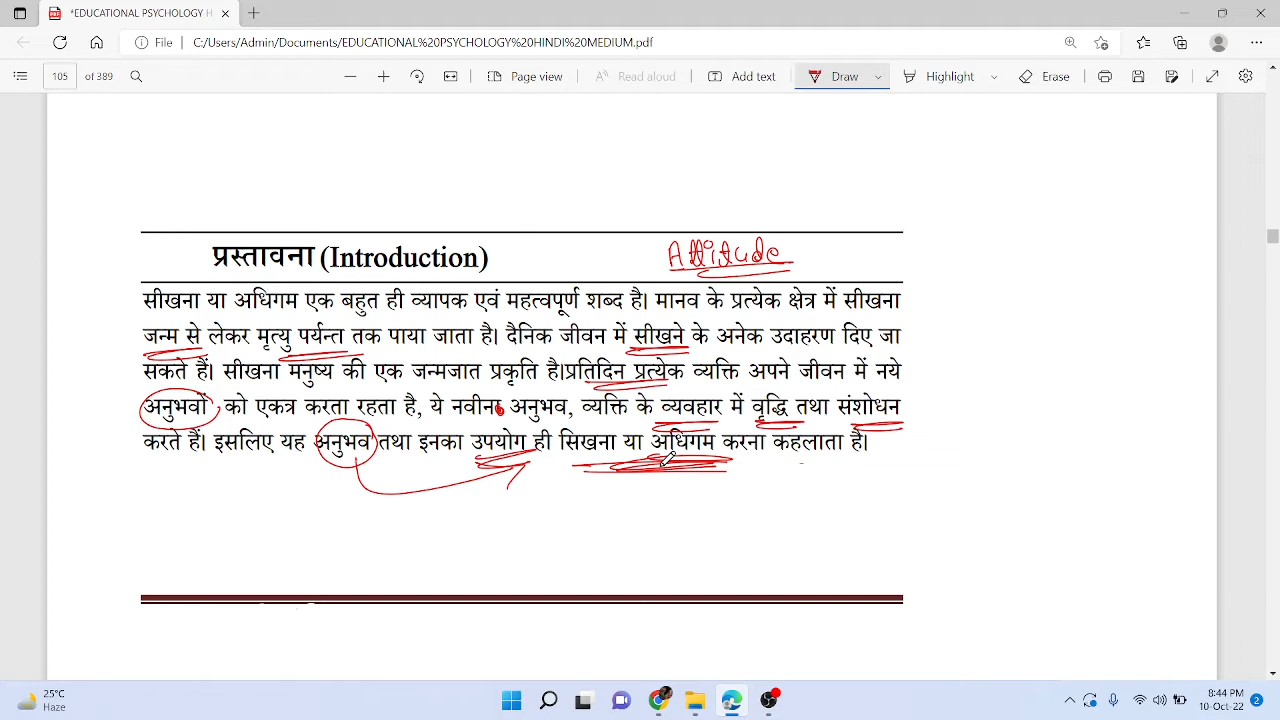 *EDUCATIONAL PSYCHOLOGY H
File C:/Users/Admin/Documents/EDUCATIONAL%20PSYCHOLOGY%20HINDI%20MEDIUM.pdf
105 of 389 Page view Read aloud Add text Draw Highlight Erase
प्रस्तावना (Introduction) Attitude
सीखना या अधिगम एक बहुत ही व्यापक एवं महत्वपूर्ण शब्द है। मानव के प्रत्येक क्षेत्र में सीखना
जन्म से लेकर मृत्यु पर्यन्त तक पाया जाता है। दैनिक जीवन में सीखने के अनेक उदाहरण दिए जा
सकते हैं। सीखना मनुष्य की एक जन्मजात प्रकृति है।प्रतिदिन प्रत्येक व्यक्ति अपने जीवन में नये
अनुभवों को एकत्र करता रहता है, ये नवीन अनुभव, व्यक्ति के व्यवहार में वृद्धि तथा संशोधन
करते हैं। इसलिए यह अनुभव तथा इनका उपयोग ही सिखना या अधिगम करना कहलाता है।
25°C
Haze
8:44 PM
10-Oct-22
2